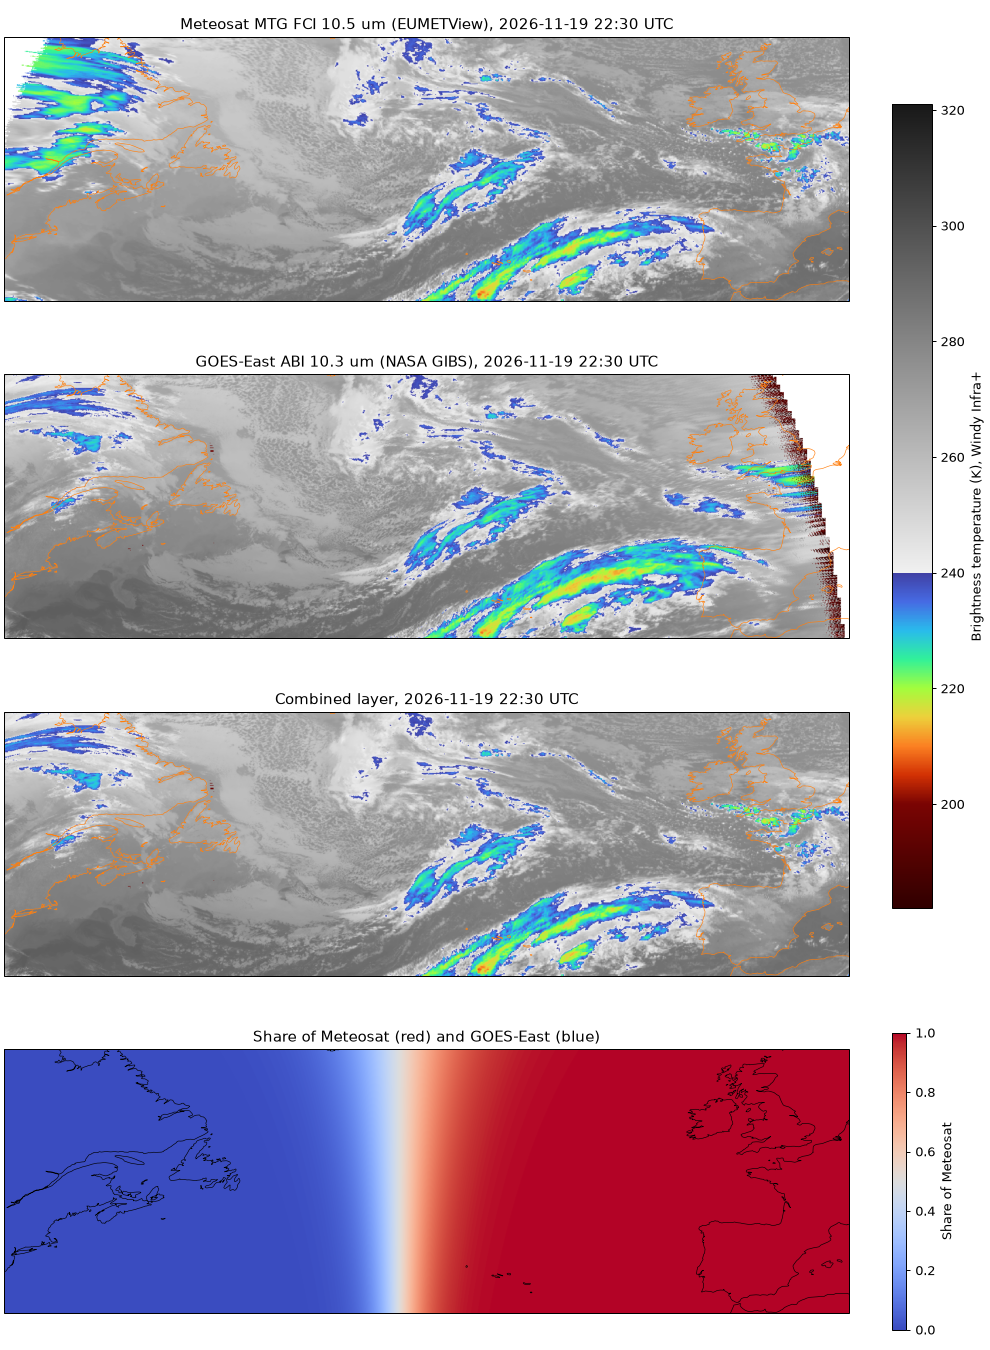 Meteosat MTG FCI 10.5 um (EUMETView), 2026-11-19 22:30 UTC
GOES-East ABI 10.3 um (NASA GIBS), 2026-11-19 22:30 UTC
Combined layer, 2026-11-19 22:30 UTC
320
300
280
260
240
220
200
Brightness temperature (K), Windy Infra+
Share of Meteosat (red) and GOES-East (blue)
1.0
0.8
0.6
0.4
0.2
0.0
Share of Meteosat